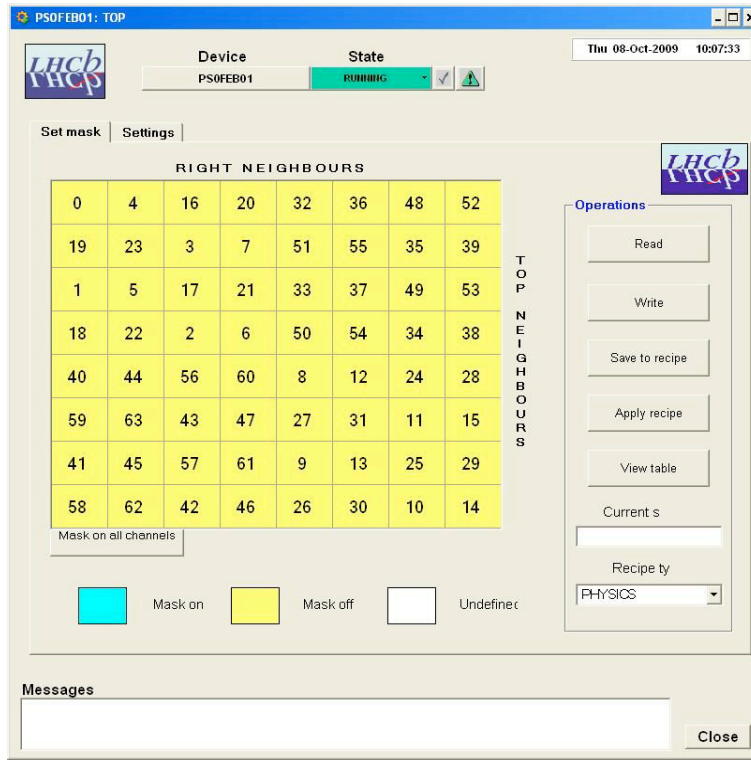 PS0FEB01: TOP
LHCb
Device
State
Thu 08-Oct-2009 10:07:33
PS0FEB01
RUNNING
Set mask
Settings
RIGHT NEIGHBOURS
LHCb
0 4 16 20 32 36 48 52
19 23 3 7 51 55 35 39
1 5 17 21 33 37 49 53
18 22 2 6 50 54 34 38
40 44 56 60 8 12 24 28
59 63 43 47 27 31 11 15
41 45 57 61 9 13 25 29
58 62 42 46 26 30 10 14
TOP NEIGHBOURS
Mask on all channels
Mask on
Mask off
Undefined
Operations
Read
Write
Save to recipe
Apply recipe
View table
Current s
Recipe ty
PHYSICS
Messages
Close